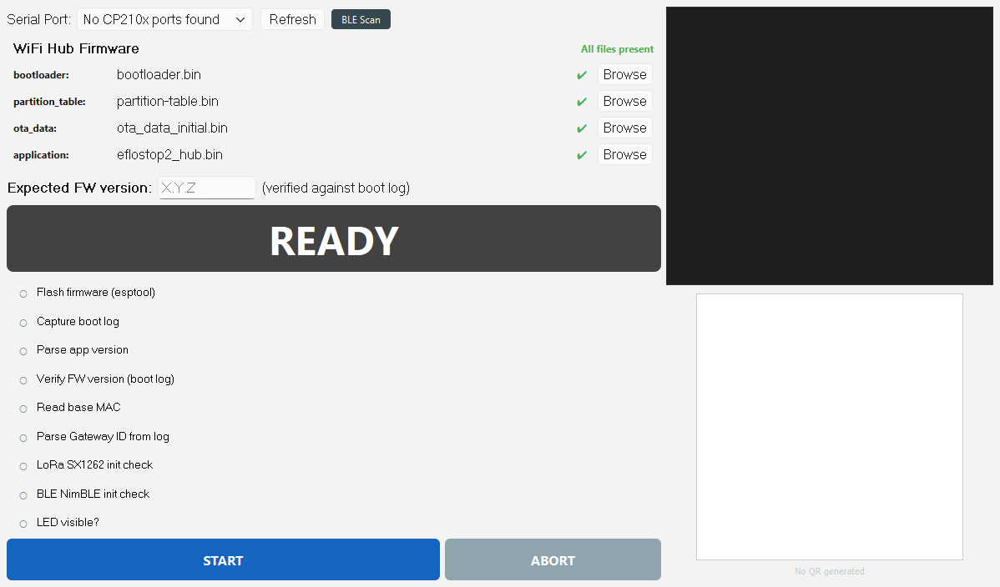 Serial Port: No CP210x ports found Refresh BLE Scan
WiFi Hub Firmware All files present
bootloader: bootloader.bin ✔ Browse
partition_table: partition-table.bin ✔ Browse
ota_data: ota_data_initial.bin ✔ Browse
application: eflostop2_hub.bin ✔ Browse
Expected FW version: X.Y.Z (verified against boot log)
READY
Flash firmware (esptool)
Capture boot log
Parse app version
Verify FW version (boot log)
Read base MAC
Parse Gateway ID from log
LoRa SX1262 init check
BLE NimBLE init check
LED visible?
START ABORT
No QR generated